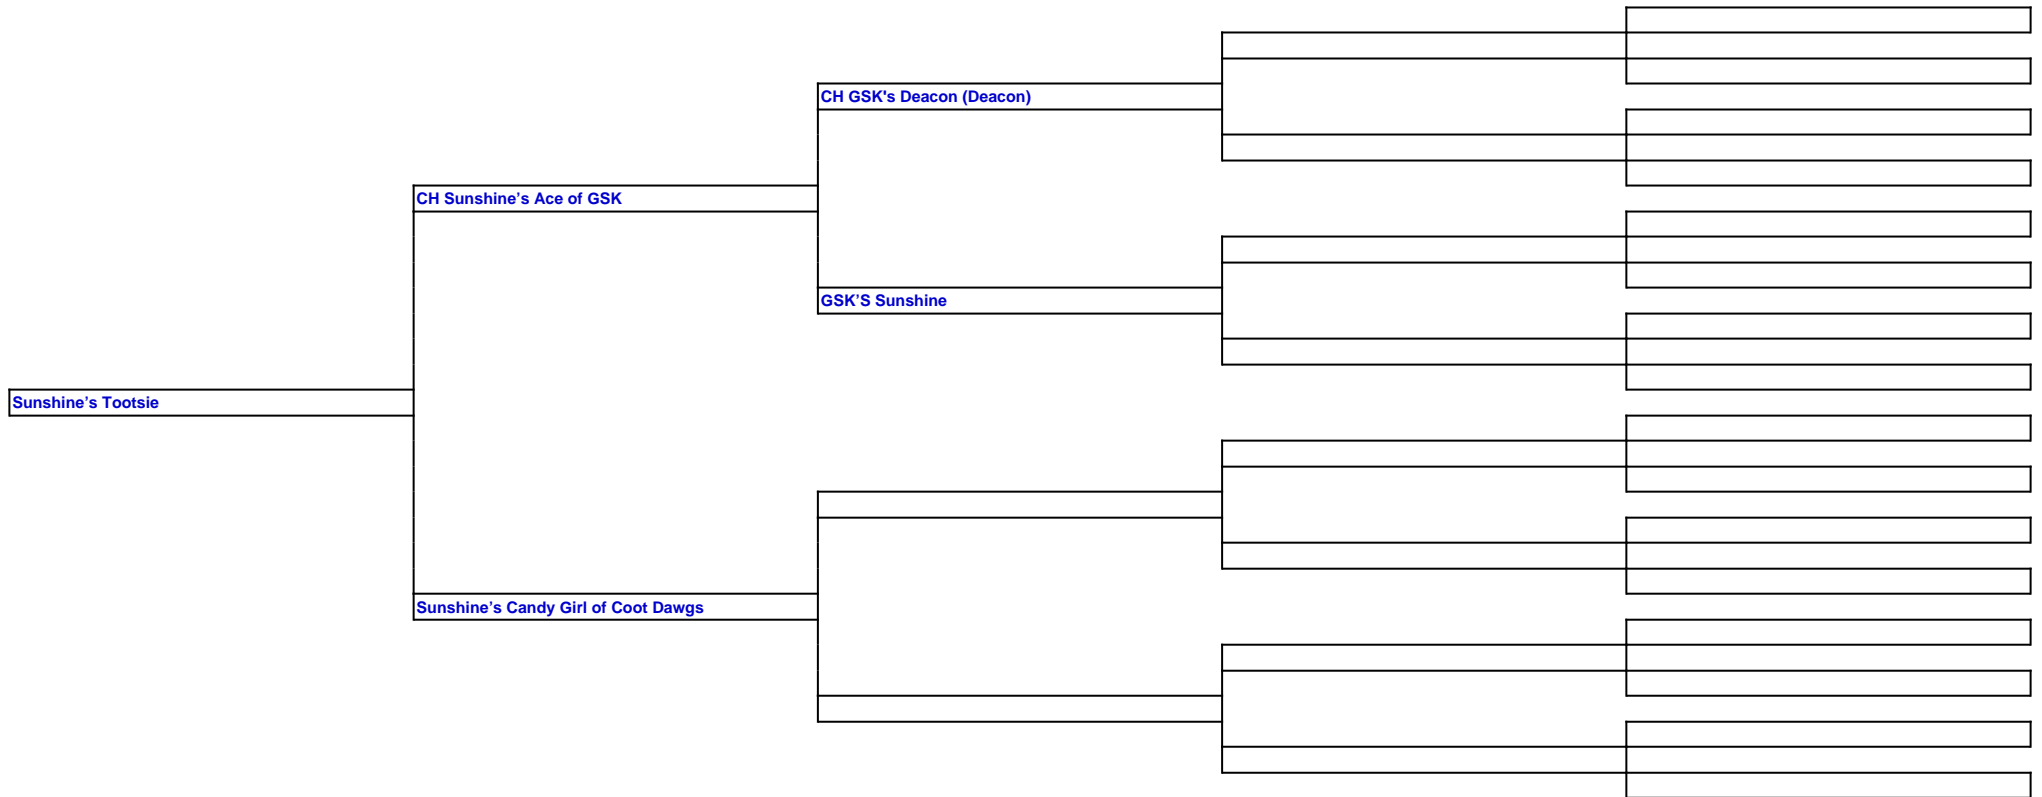 CH GSK's Deacon (Deacon)
CH Sunshine’s Ace of GSK
GSK’S Sunshine
Sunshine’s Tootsie
Sunshine’s Candy Girl of Coot Dawgs